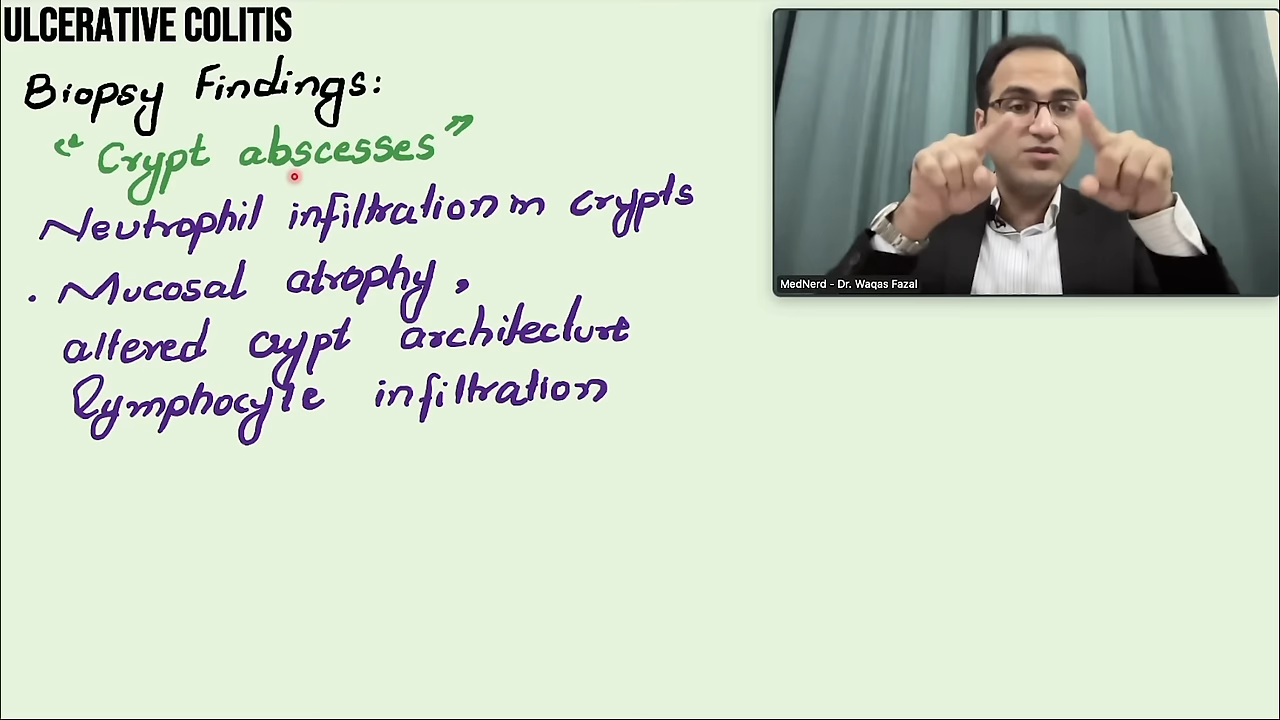 ULCERATIVE COLITIS
Biopsy Findings:
"Crypt abscesses"
Neutrophil infiltration in crypts
. Mucosal atrophy,
altered crypt architecture
lymphocyte infiltration
MedNerd - Dr. Waqas Fazal